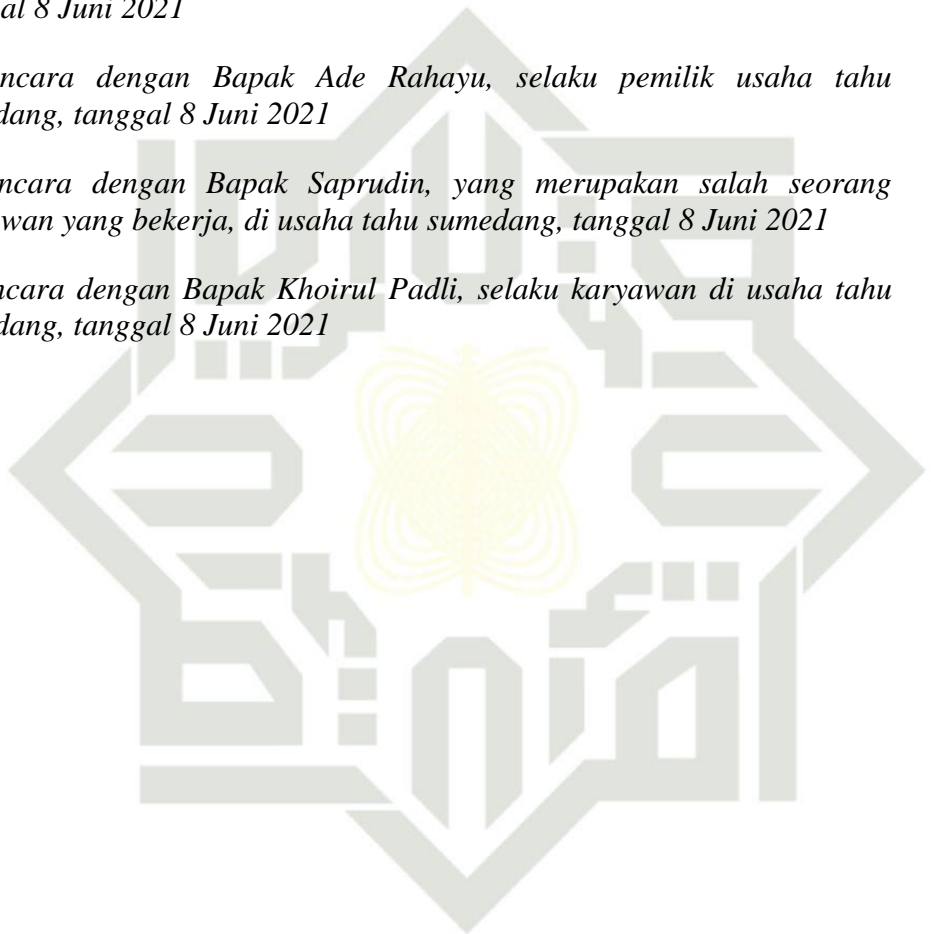 al 8 Juni 2021
ncara dengan Bapak Ade Rahayu, selaku pemilik usaha tahu
dang, tanggal 8 Juni 2021
ncara dengan Bapak Saprudin, yang merupakan salah seorang
wan yang bekerja, di usaha tahu sumedang, tanggal 8 Juni 2021
ncara dengan Bapak Khoirul Padli, selaku karyawan di usaha tahu
dang, tanggal 8 Juni 2021